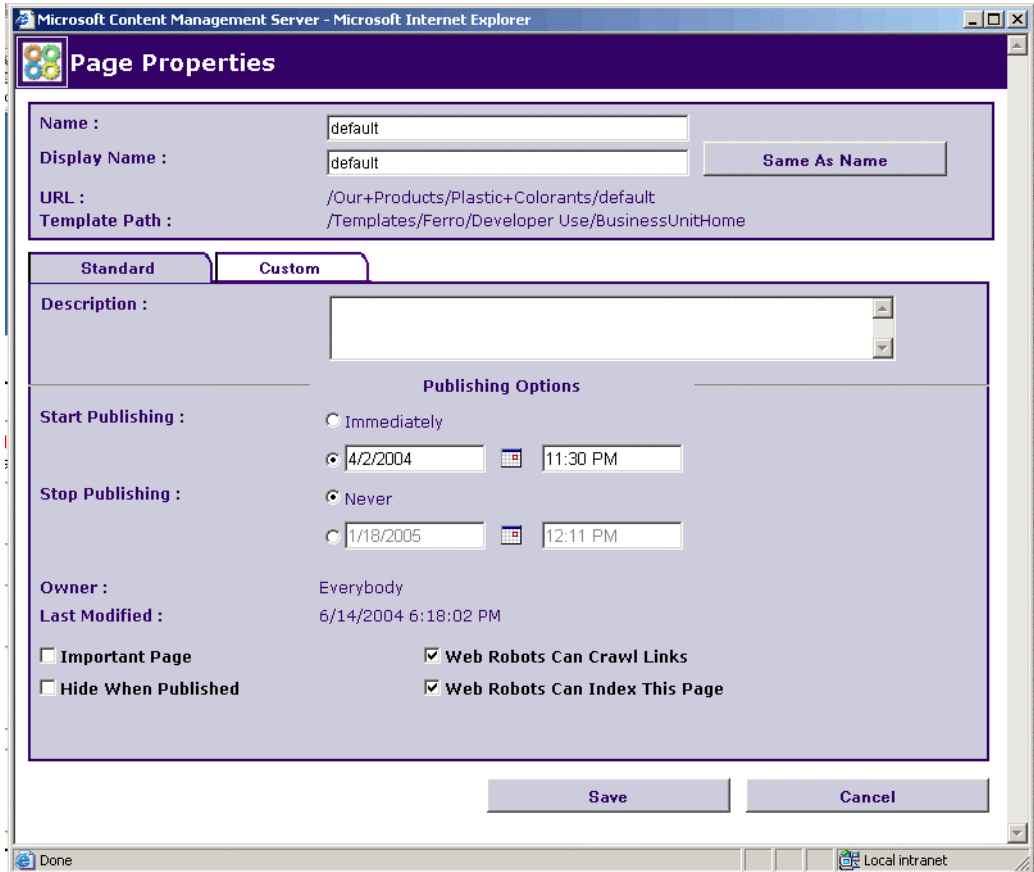 Microsoft Content Management Server - Microsoft Internet Explorer
Page Properties
Name :
default
Display Name :
default
Same As Name
URL :
/Our+Products/Plastic+Colorants/default
Template Path :
/Templates/Ferro/Developer Use/BusinessUnitHome
Standard
Custom
Description :
Publishing Options
Start Publishing :
Immediately
4/2/2004
11:30 PM
Stop Publishing :
Never
1/18/2005
12:11 PM
Owner :
Everybody
Last Modified :
6/14/2004 6:18:02 PM
Important Page
Web Robots Can Crawl Links
Hide When Published
Web Robots Can Index This Page
Save
Cancel
Done
Local intranet